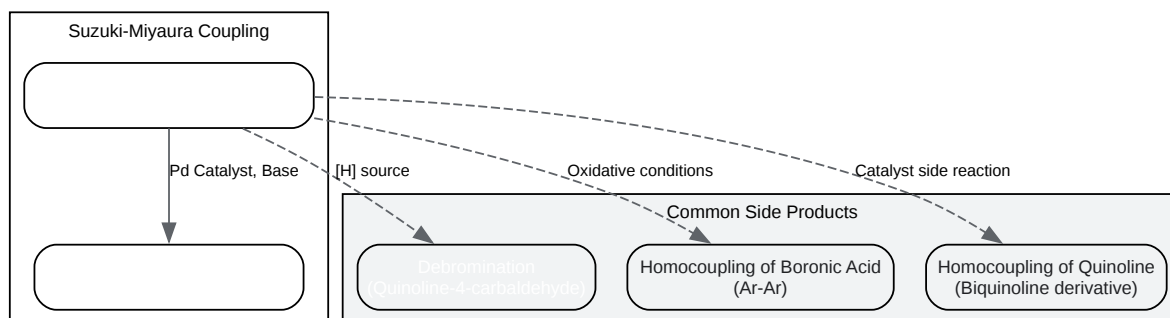 Suzuki-Miyaura Coupling
Pd Catalyst, Base
[H] source
Oxidative conditions
Catalyst side reaction
Common Side Products
Debromination
(Quinoline-4-carbaldehyde)
Homocoupling of Boronic Acid
(Ar-Ar)
Homocoupling of Quinoline
(Biquinoline derivative)